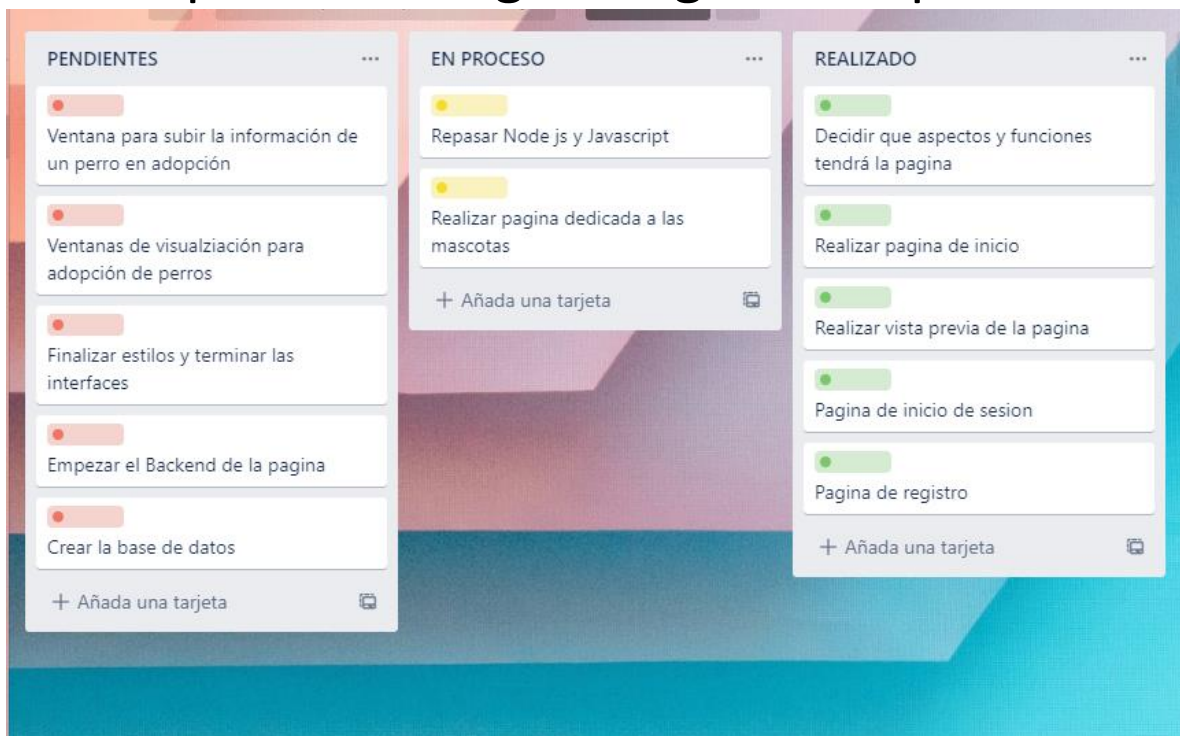 PENDIENTES
Ventana para subir la información de
un perro en adopción
Ventanas de visualziación para
adopción de perros
Finalizar estilos y terminar las
interfaces
Empezar el Backend de la pagina
Crear la base de datos
+ Añada una tarjeta
EN PROCESO
Repasar Node js y Javascript
Realizar pagina dedicada a las
mascotas
+ Añada una tarjeta
REALIZADO
Decidir que aspectos y funciones
tendrá la pagina
Realizar pagina de inicio
Realizar vista previa de la pagina
Pagina de inicio de sesion
Pagina de registro
+ Añada una tarjeta